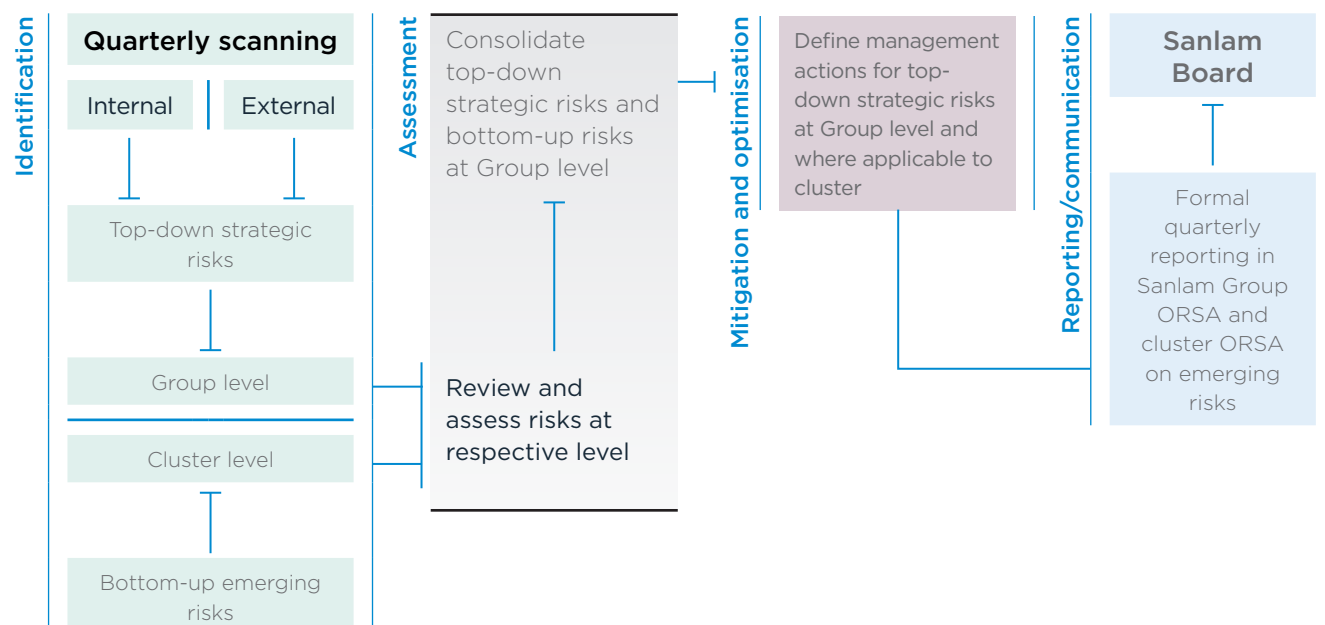 Identification
Quarterly scanning
Internal
External
Top-down strategic
risks
Group level
Cluster level
Bottom-up emerging
risks
Assessment
Consolidate
top-down
strategic risks and
bottom-up risks
at Group level
Review and
assess risks at
respective level
Mitigation and optimisation
Define management
actions for top-
down strategic risks
at Group level and
where applicable to
cluster
Reporting/communication
Sanlam
Board
Formal
quarterly
reporting in
Sanlam Group
ORSA and
cluster ORSA
on emerging
risks